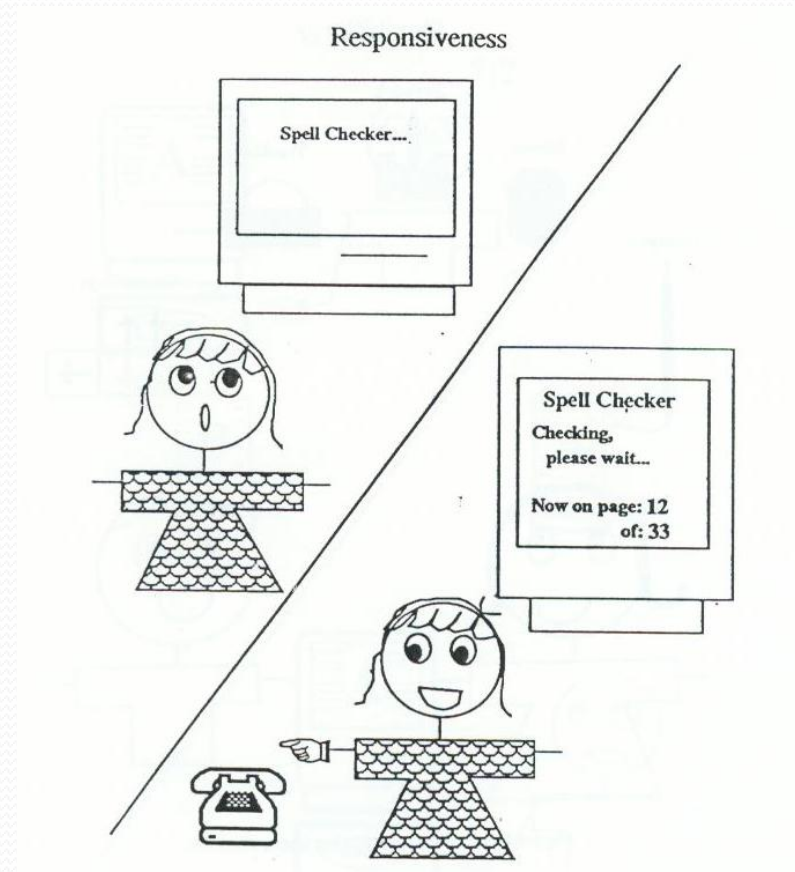 Responsiveness
Spell Checker...
Spell Checker
Checking,
please wait...
Now on page: 12
of: 33